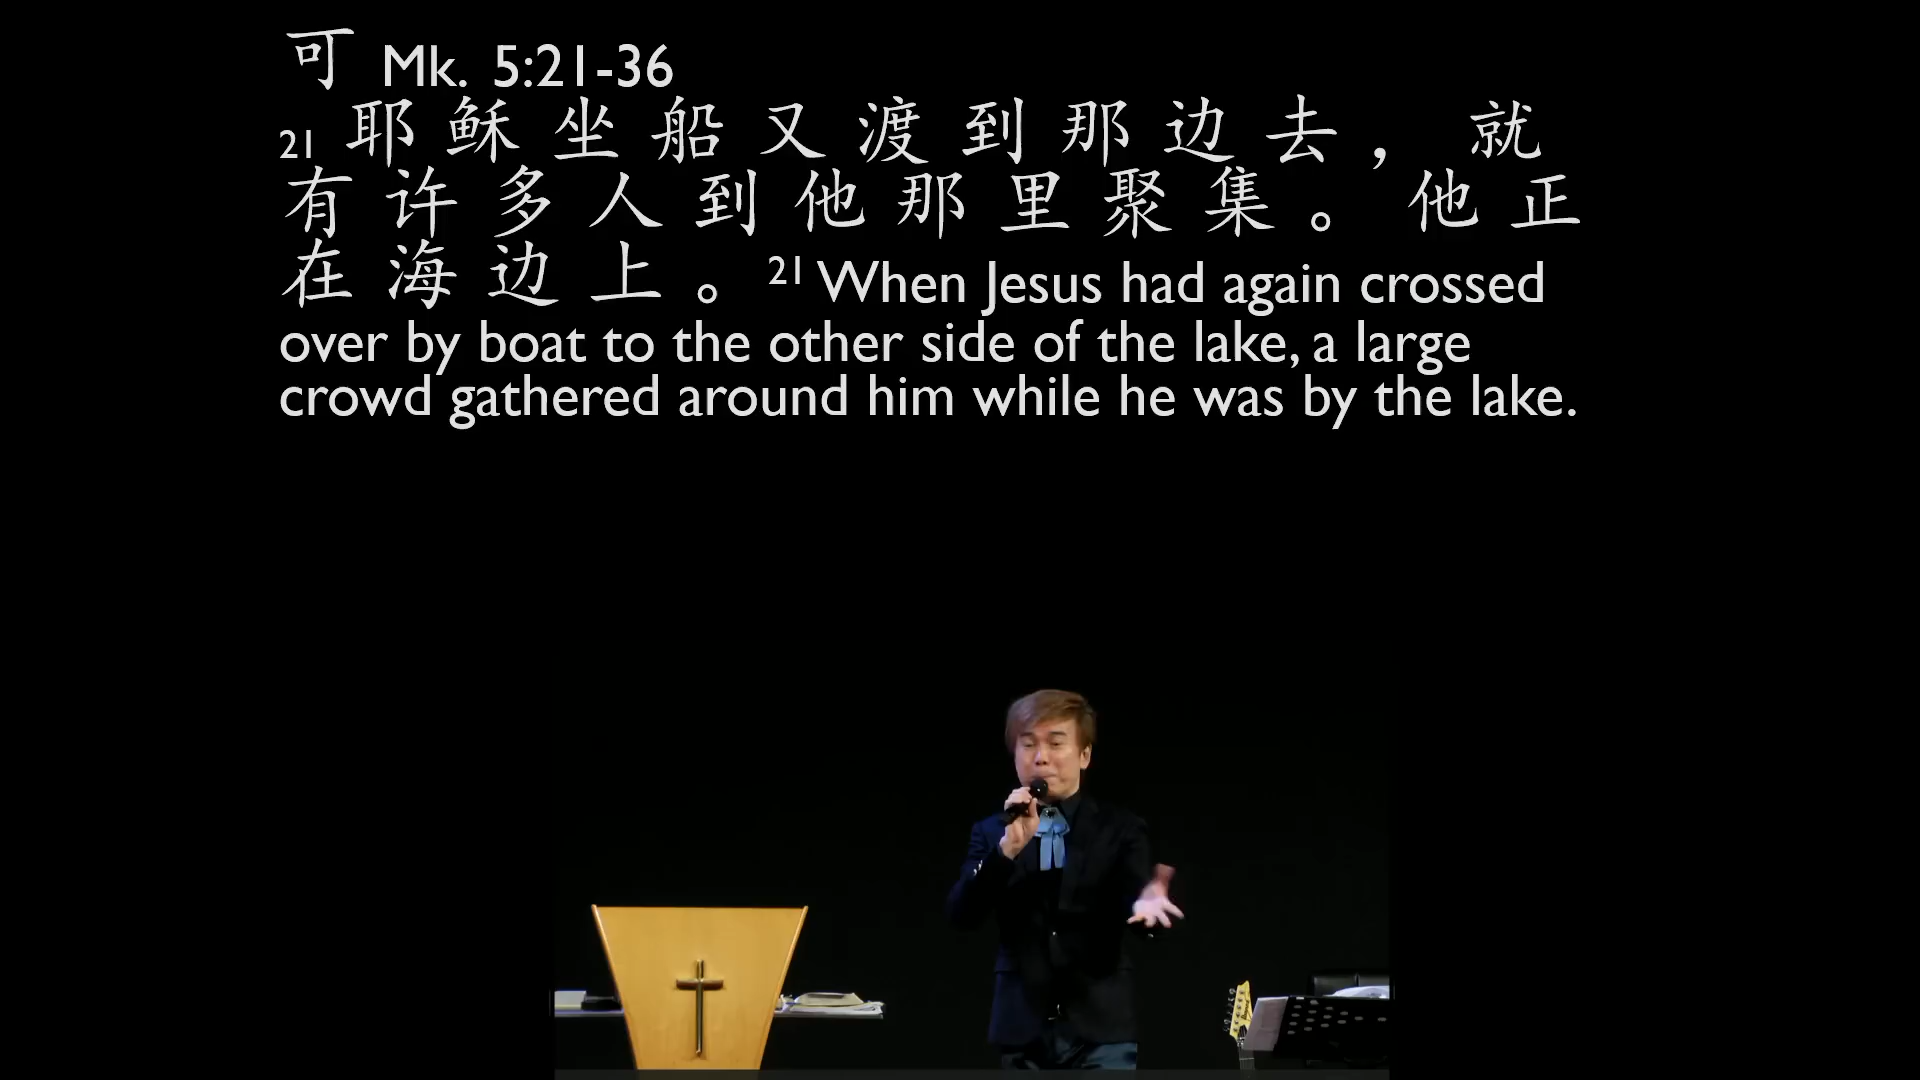 可 Mk. 5:21-36
21 耶稣坐船又渡到那边去，就
有许多人到他那里聚集。他正
在海边上。21 When Jesus had again crossed
over by boat to the other side of the lake, a large
crowd gathered around him while he was by the lake.